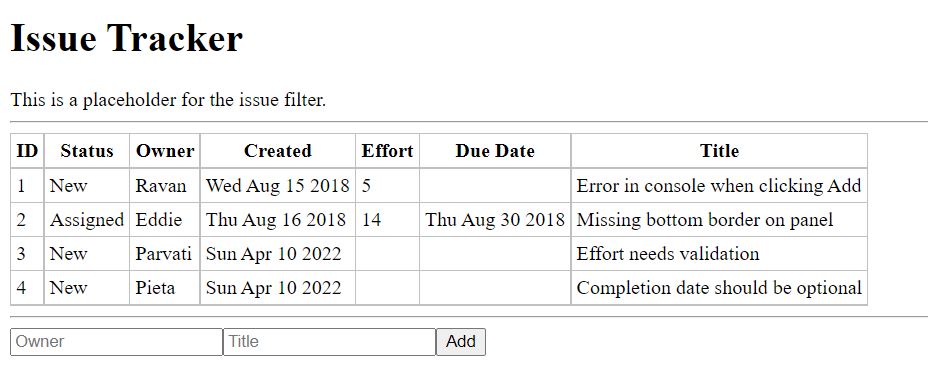 Issue Tracker
This is a placeholder for the issue filter.
ID Status Owner Created Effort Due Date Title
1 New Ravan Wed Aug 15 2018 5 Error in console when clicking Add
2 Assigned Eddie Thu Aug 16 2018 14 Thu Aug 30 2018 Missing bottom border on panel
3 New Parvati Sun Apr 10 2022 Effort needs validation
4 New Pieta Sun Apr 10 2022 Completion date should be optional
Owner Title Add